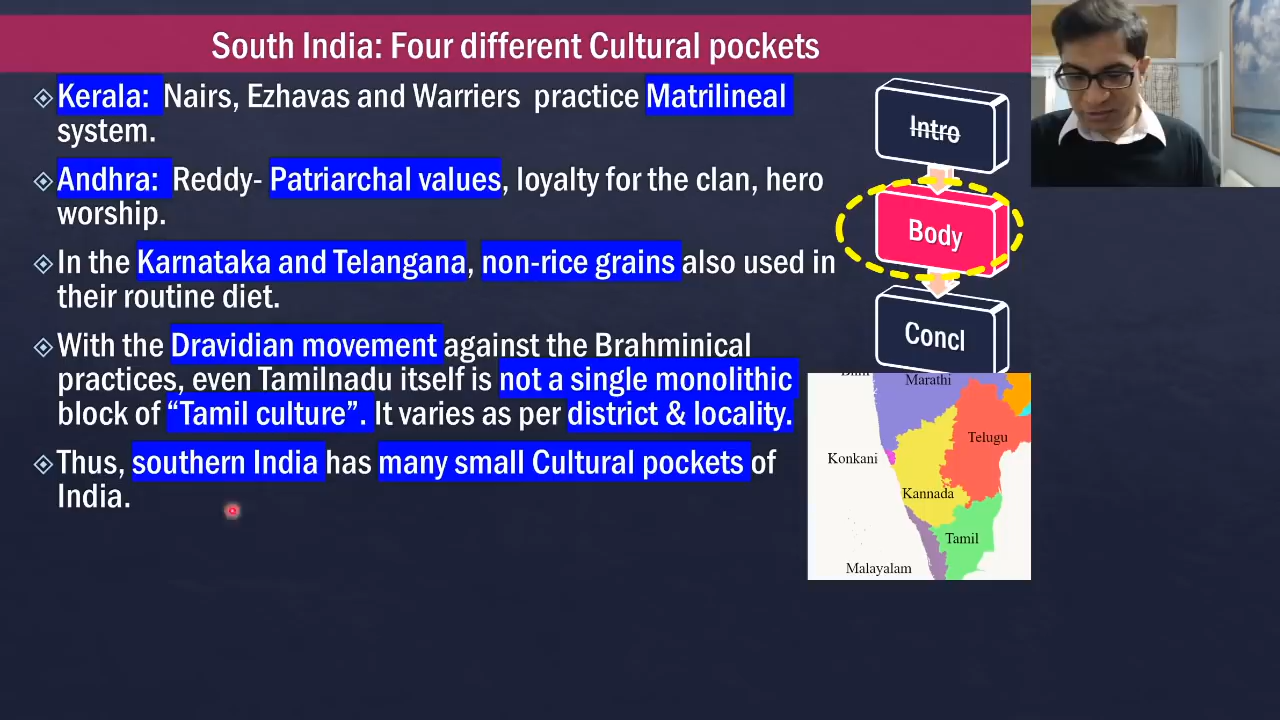 South India: Four different Cultural pockets
Kerala: Nairs, Ezhavas and Warriers practice Matrilineal
system.
Andhra: Reddy- Patriarchal values, loyalty for the clan, hero
worship.
In the Karnataka and Telangana, non-rice grains also used in
their routine diet.
With the Dravidian movement against the Brahminical
practices, even Tamilnadu itself is not a single monolithic
block of “Tamil culture”. It varies as per district & locality.
Thus, southern India has many small Cultural pockets of
India.
Intro
Body
Concl
Marathi
Telugu
Konkani
Kannada
Tamil
Malayalam